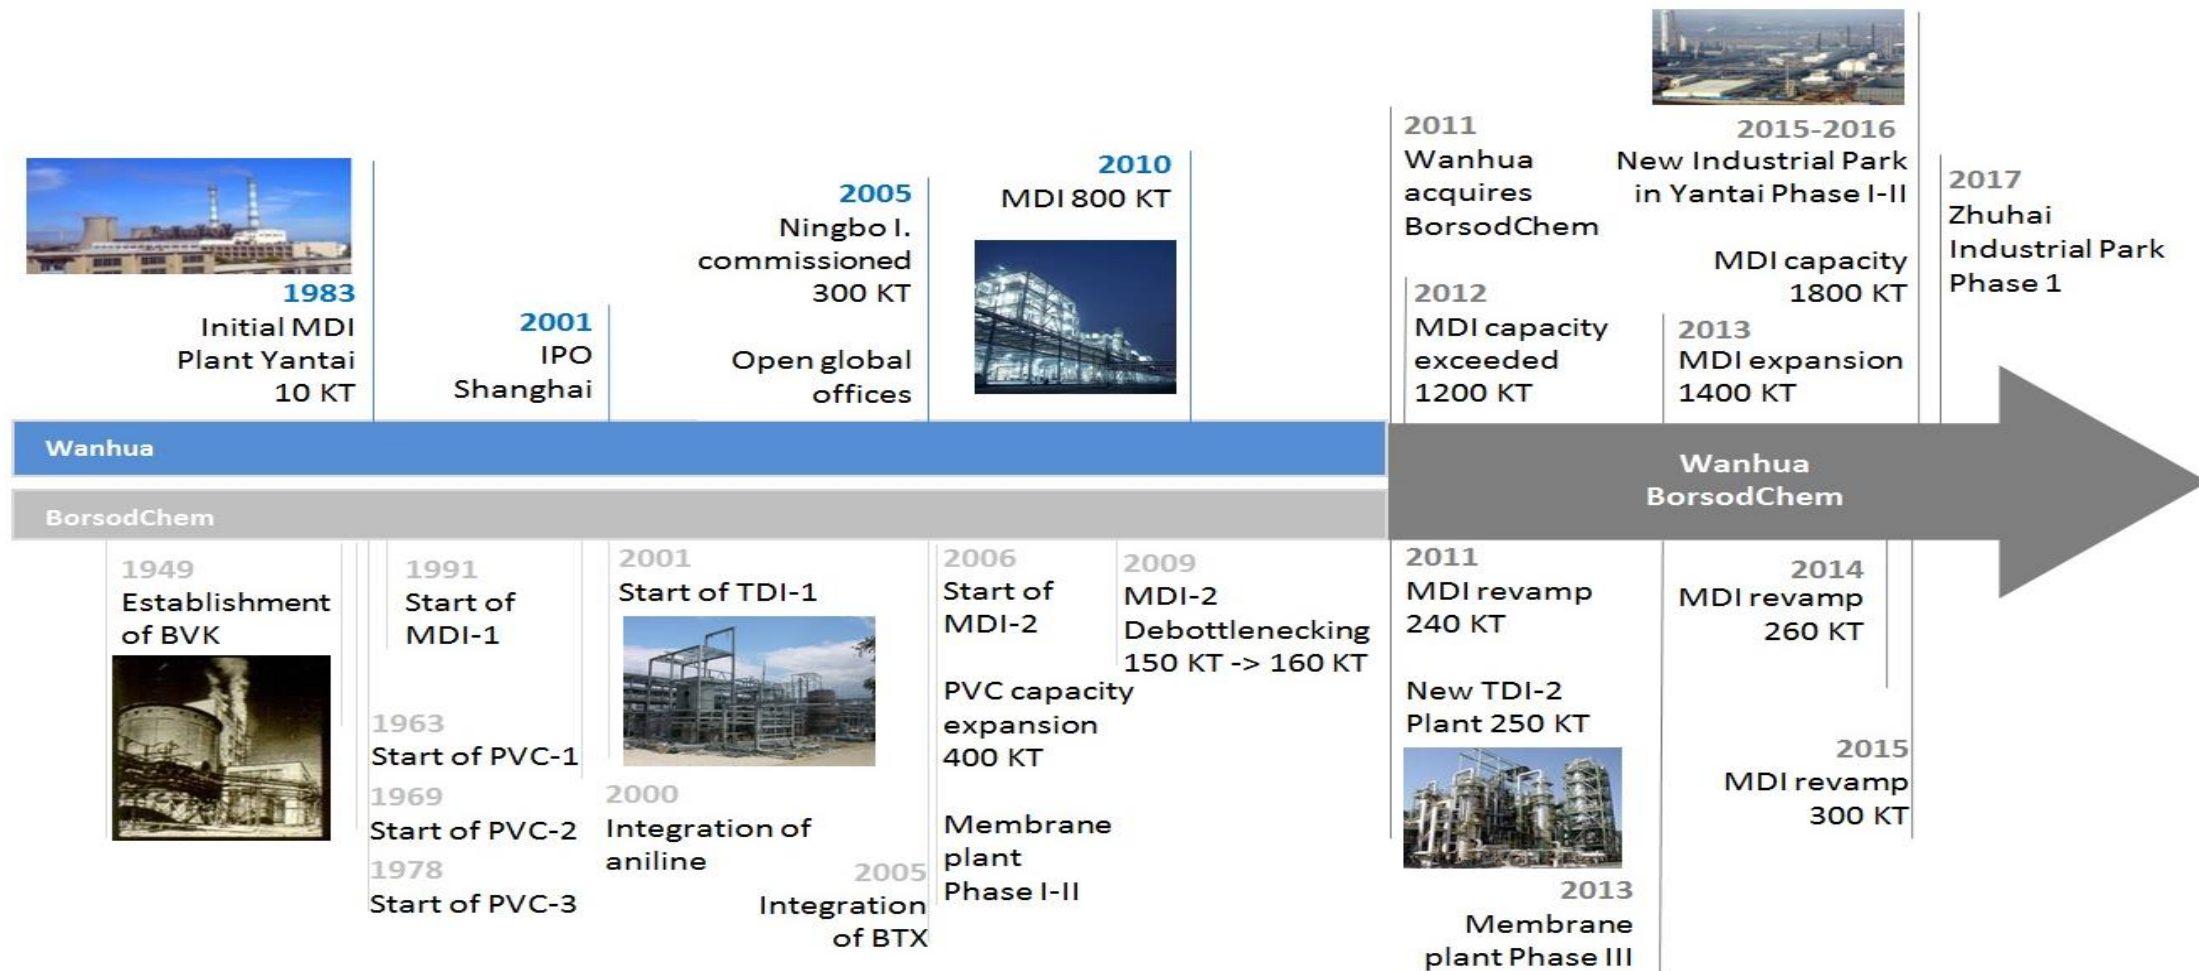 1983
Initial MDI
Plant Yantai
10 KT
2001
IPO
Shanghai
2005
Ningbo I.
commissioned
300 KT
Open global
offices
2010
MDI 800 KT
2011
Wanhua
acquires
BorsodChem
2012
MDI capacity
exceeded
1200 KT
2015-2016
New Industrial Park
in Yantai Phase I-II
MDI capacity
1800 KT
2013
MDI expansion
1400 KT
2017
Zhuhai
Industrial Park
Phase 1
Wanhua
BorsodChem
Wanhua
BorsodChem
1949
Establishment
of BVK
1963
Start of PVC-1
1969
Start of PVC-2
1978
Start of PVC-3
1991
Start of
MDI-1
2001
Start of TDI-1
2000
Integration of
aniline
2005
Integration
of BTX
2006
Start of
MDI-2
PVC capacity
expansion
400 KT
Membrane
plant
Phase I-II
2009
MDI-2
Debottlenecking
150 KT -> 160 KT
2011
MDI revamp
240 KT
New TDI-2
Plant 250 KT
2013
Membrane
plant Phase III
2014
MDI revamp
260 KT
2015
MDI revamp
300 KT